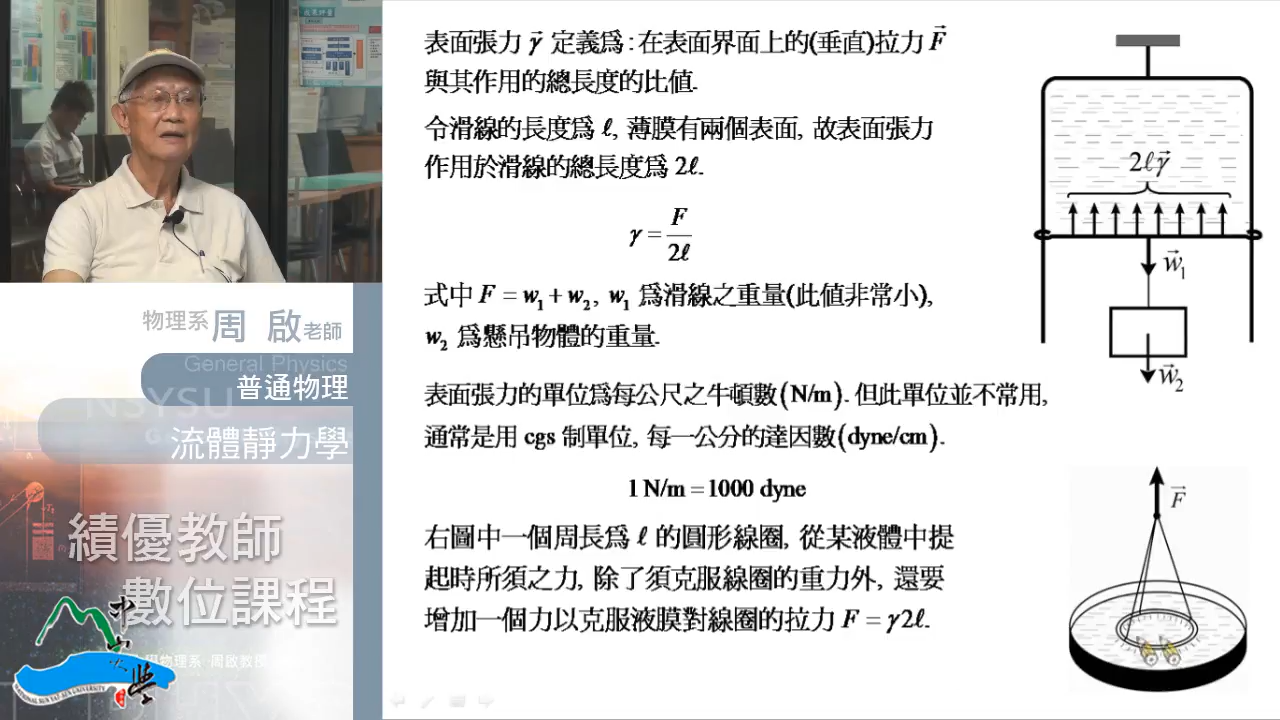 表面張力 γ⃗ 定義為 : 在表面界面上的(垂直)拉力 F⃗
與其作用的總長度的比值.
令滑線的長度為 ℓ, 薄膜有兩個表面, 故表面張力
作用於滑線的總長度為 2ℓ.
γ = F/2ℓ
式中 F = w₁ + w₂, w₁ 為滑線之重量(此值非常小),
w₂ 為懸吊物體的重量.
表面張力的單位為每公尺之牛頓數(N/m). 但此單位並不常用,
通常是用 cgs 制單位, 每一公分的達因數(dyne/cm).
1 N/m = 1000 dyne
右圖中一個周長為 ℓ 的圓形線圈, 從某液體中提
起時所須之力, 除了須克服線圈的重力外, 還要
增加一個力以克服液膜對線圈的拉力 F = γ2ℓ.
2ℓγ⃗
w⃗₁
w⃗₂
F⃗
物理系 周 啟 老師
General Physics
普通物理
NSYSU
流體靜力學
績優教師
數位課程